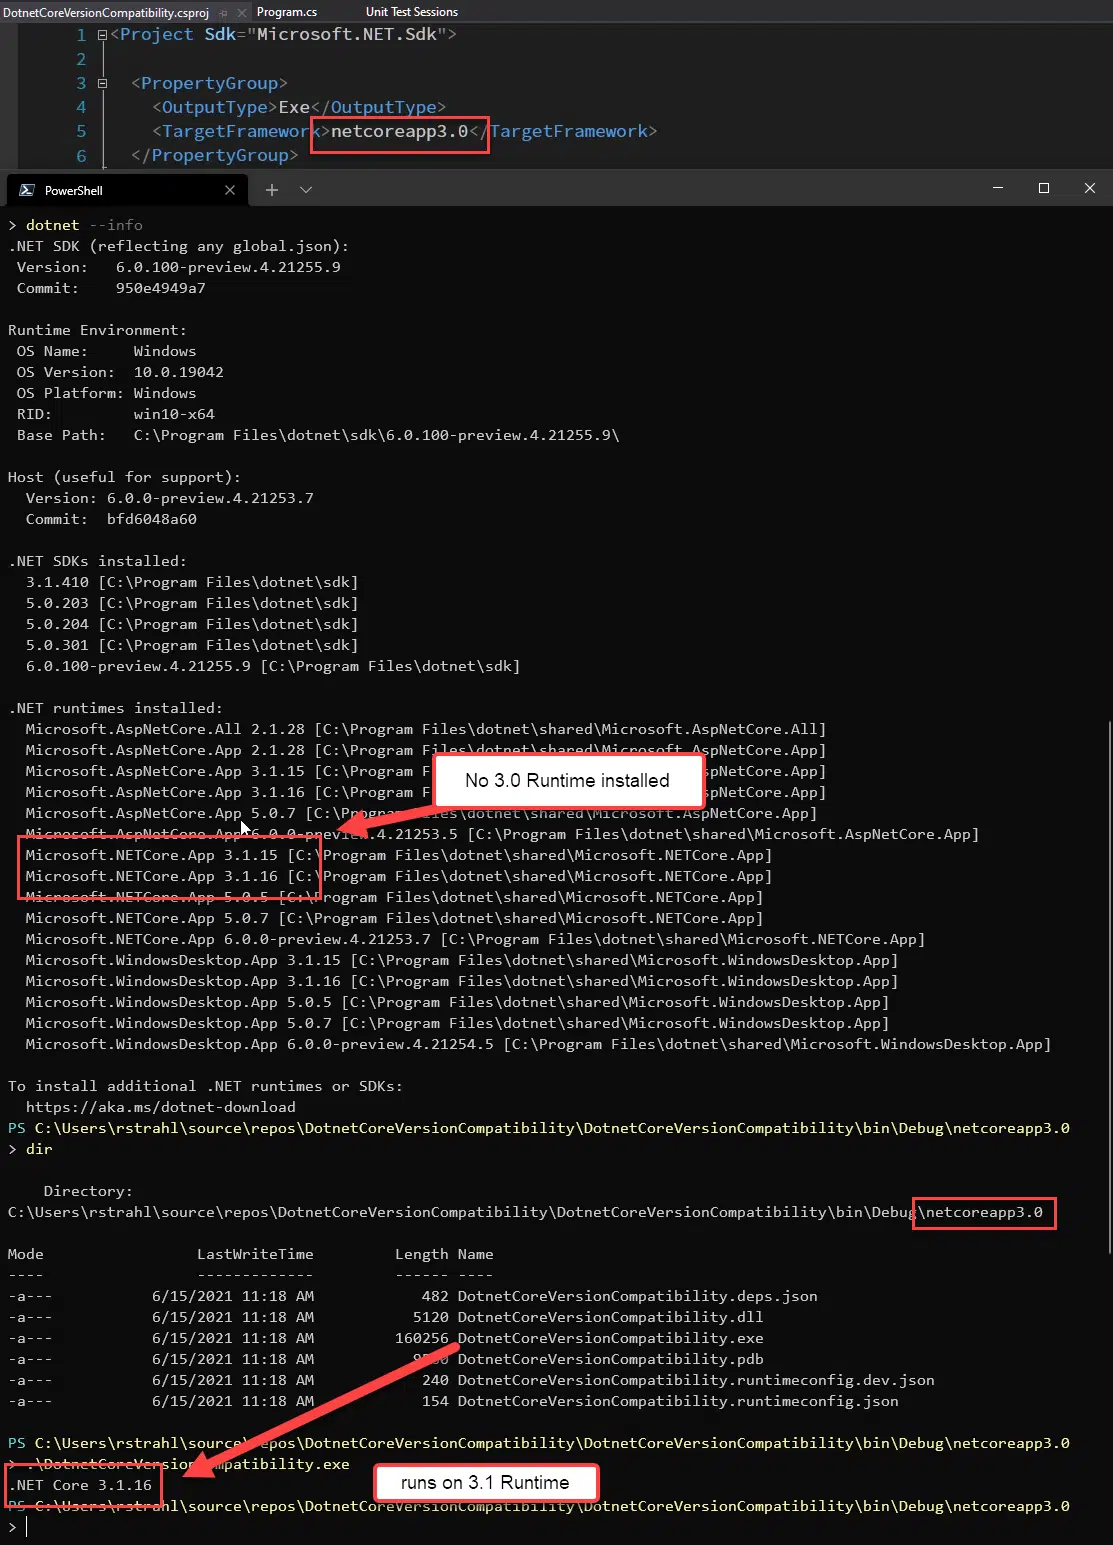 DotnetCoreVersionCompatibility.csproj Program.cs Unit Test Sessions
1 <Project Sdk="Microsoft.NET.Sdk">
2
3 <PropertyGroup>
4 <OutputType>Exe</OutputType>
5 <TargetFramework>netcoreapp3.0</TargetFramework>
6 </PropertyGroup>
PowerShell
> dotnet --info
.NET SDK (reflecting any global.json):
Version: 6.0.100-preview.4.21255.9
Commit: 950e4949a7
Runtime Environment:
OS Name: Windows
OS Version: 10.0.19042
OS Platform: Windows
RID: win10-x64
Base Path: C:\Program Files\dotnet\sdk\6.0.100-preview.4.21255.9\
Host (useful for support):
Version: 6.0.0-preview.4.21253.7
Commit: bfd6048a60
.NET SDKs installed:
3.1.410 [C:\Program Files\dotnet\sdk]
5.0.203 [C:\Program Files\dotnet\sdk]
5.0.204 [C:\Program Files\dotnet\sdk]
5.0.301 [C:\Program Files\dotnet\sdk]
6.0.100-preview.4.21255.9 [C:\Program Files\dotnet\sdk]
.NET runtimes installed:
Microsoft.AspNetCore.All 2.1.28 [C:\Program Files\dotnet\shared\Microsoft.AspNetCore.All]
Microsoft.AspNetCore.App 2.1.28 [C:\Program Files\dotnet\shared\Microsoft.AspNetCore.App]
Microsoft.AspNetCore.App 3.1.15 [C:\Program F spNetCore.App]
No 3.0 Runtime installed
Microsoft.AspNetCore.App 3.1.16 [C:\Program F spNetCore.App]
Microsoft.AspNetCore.App 5.0.7 [C:\Program Files\dotnet\shared\Microsoft.AspNetCore.App]
Microsoft.AspNetCore.App 6.0.0-preview.4.21253.5 [C:\Program Files\dotnet\shared\Microsoft.AspNetCore.App]
Microsoft.NETCore.App 3.1.15 [C:\Program Files\dotnet\shared\Microsoft.NETCore.App]
Microsoft.NETCore.App 3.1.16 [C:\Program Files\dotnet\shared\Microsoft.NETCore.App]
Microsoft.NETCore.App 5.0.5 [C:\Program Files\dotnet\shared\Microsoft.NETCore.App]
Microsoft.NETCore.App 5.0.7 [C:\Program Files\dotnet\shared\Microsoft.NETCore.App]
Microsoft.NETCore.App 6.0.0-preview.4.21253.7 [C:\Program Files\dotnet\shared\Microsoft.NETCore.App]
Microsoft.WindowsDesktop.App 3.1.15 [C:\Program Files\dotnet\shared\Microsoft.WindowsDesktop.App]
Microsoft.WindowsDesktop.App 3.1.16 [C:\Program Files\dotnet\shared\Microsoft.WindowsDesktop.App]
Microsoft.WindowsDesktop.App 5.0.5 [C:\Program Files\dotnet\shared\Microsoft.WindowsDesktop.App]
Microsoft.WindowsDesktop.App 5.0.7 [C:\Program Files\dotnet\shared\Microsoft.WindowsDesktop.App]
Microsoft.WindowsDesktop.App 6.0.0-preview.4.21254.5 [C:\Program Files\dotnet\shared\Microsoft.WindowsDesktop.App]
To install additional .NET runtimes or SDKs:
https://aka.ms/dotnet-download
PS C:\Users\rstrahl\source\repos\DotnetCoreVersionCompatibility\DotnetCoreVersionCompatibility\bin\Debug\netcoreapp3.0
> dir
Directory:
C:\Users\rstrahl\source\repos\DotnetCoreVersionCompatibility\DotnetCoreVersionCompatibility\bin\Debug\netcoreapp3.0
Mode LastWriteTime Length Name
---- ------------- ------ ----
-a--- 6/15/2021 11:18 AM 482 DotnetCoreVersionCompatibility.deps.json
-a--- 6/15/2021 11:18 AM 5120 DotnetCoreVersionCompatibility.dll
-a--- 6/15/2021 11:18 AM 160256 DotnetCoreVersionCompatibility.exe
-a--- 6/15/2021 11:18 AM DotnetCoreVersionCompatibility.pdb
-a--- 6/15/2021 11:18 AM 240 DotnetCoreVersionCompatibility.runtimeconfig.dev.json
-a--- 6/15/2021 11:18 AM 154 DotnetCoreVersionCompatibility.runtimeconfig.json
PS C:\Users\rstrahl\source\repos\DotnetCoreVersionCompatibility\DotnetCoreVersionCompatibility\bin\Debug\netcoreapp3.0
> .\DotnetCoreVersionCompatibility.exe
.NET Core 3.1.16
runs on 3.1 Runtime
PS C:\Users\rstrahl\source\repos\DotnetCoreVersionCompatibility\DotnetCoreVersionCompatibility\bin\Debug\netcoreapp3.0
>